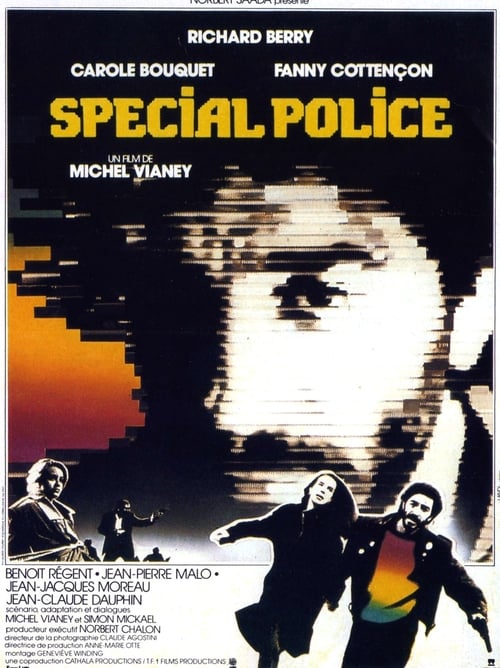 NORBERT SAADA présente
RICHARD BERRY
CAROLE BOUQUET FANNY COTTENÇON
SPECIAL POLICE
UN FILM DE
MICHEL VIANEY
BENOIT RÉGENT • JEAN-PIERRE MALO •
JEAN-JACQUES MOREAU
JEAN-CLAUDE DAUPHIN
scénario, adaptation et dialogues
MICHEL VIANEY et SIMON MICKAEL
producteur exécutif NORBERT CHALON
directeur de la photographie CLAUDE AGOSTINI
directrice de production ANNE-MARIE OTTE
montage GENEVIÈVE WINDING
une coproduction CATHALA PRODUCTIONS / TF1 FILMS PRODUCTIONS